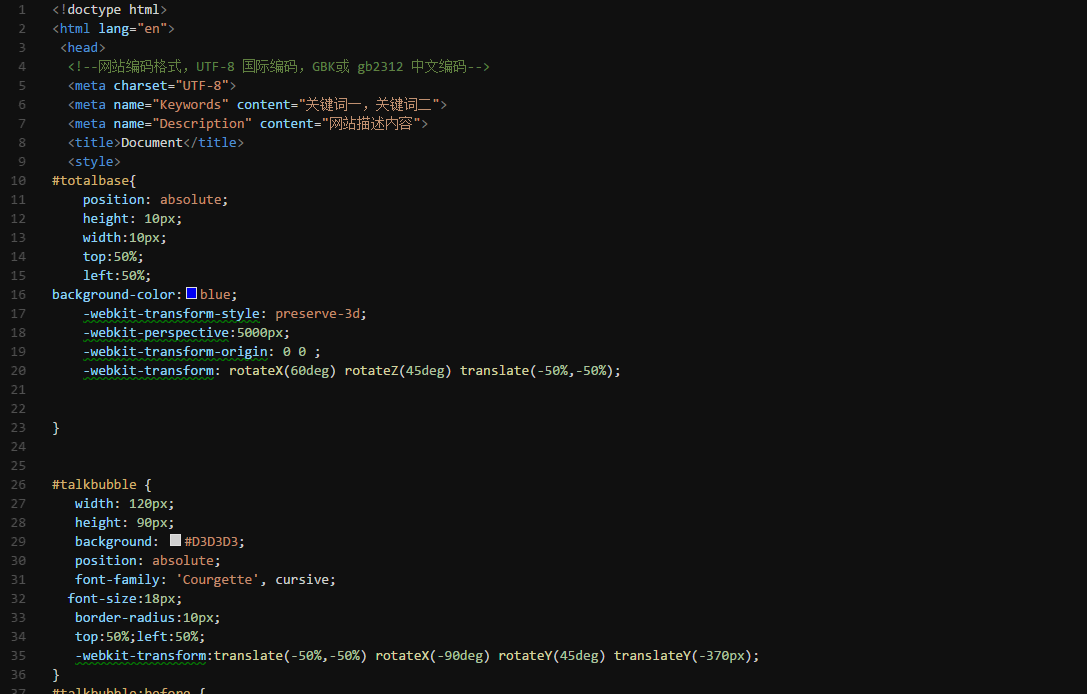 1 <!doctype html>
2 <html lang="en">
3 <head>
4 <!--网站编码格式，UTF-8 国际编码，GBK或 gb2312 中文编码-->
5 <meta charset="UTF-8">
6 <meta name="Keywords" content="关键词一，关键词二">
7 <meta name="Description" content="网站描述内容">
8 <title>Document</title>
9 <style>
10 #totalbase{
11 position: absolute;
12 height: 10px;
13 width:10px;
14 top:50%;
15 left:50%;
16 background-color:blue;
17 -webkit-transform-style: preserve-3d;
18 -webkit-perspective:5000px;
19 -webkit-transform-origin: 0 0 ;
20 -webkit-transform: rotateX(60deg) rotateZ(45deg) translate(-50%,-50%);
21
22
23 }
24
25
26 #talkbubble {
27 width: 120px;
28 height: 90px;
29 background: #D3D3D3;
30 position: absolute;
31 font-family: 'Courgette', cursive;
32 font-size:18px;
33 border-radius:10px;
34 top:50%;left:50%;
35 -webkit-transform:translate(-50%,-50%) rotateX(-90deg) rotateY(45deg) translateY(-370px);
36 }
37 #talkbubble:before {